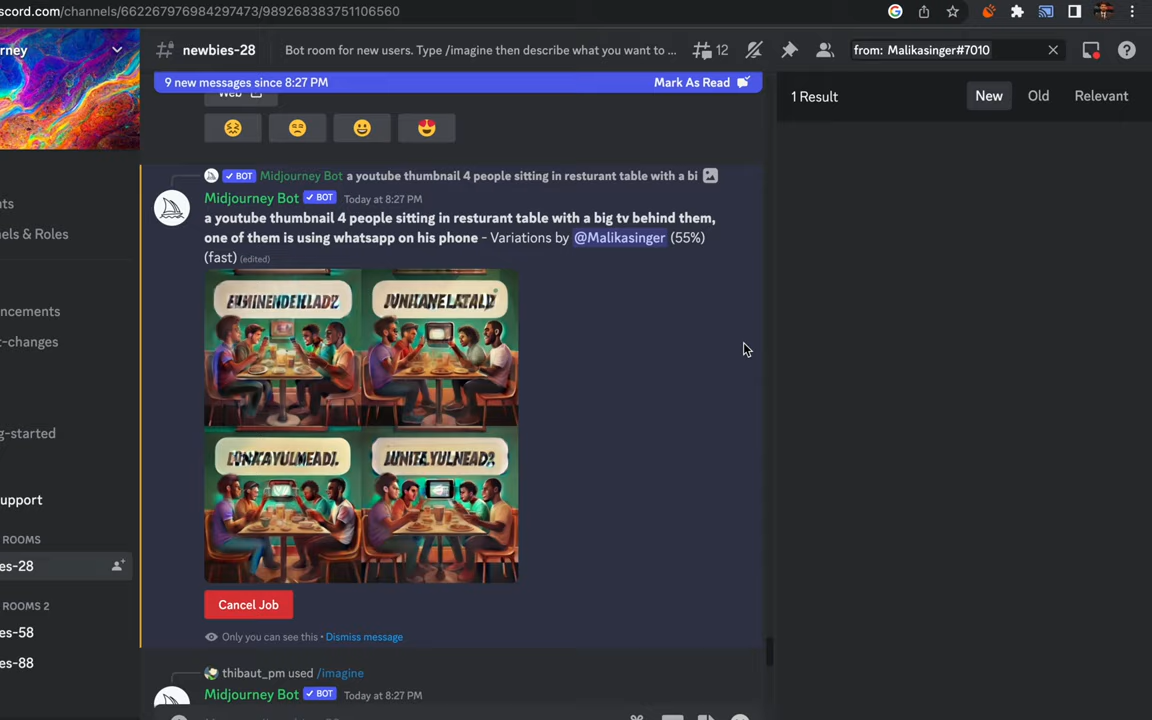 scord.com/channels/662267976984297473/989268383751106560
rney
newbies-28
Bot room for new users. Type /imagine then describe what you want to ...
12
from: Malikasinger#7010
9 new messages since 8:27 PM
Mark As Read
1 Result
New
Old
Relevant
Web
BOT Midjourney Bot a youtube thumbnail 4 people sitting in resturant table with a bi
Midjourney Bot BOT Today at 8:27 PM
a youtube thumbnail 4 people sitting in resturant table with a big tv behind them,
one of them is using whatsapp on his phone - Variations by @Malikasinger (55%)
(fast) (edited)
nts
nels & Roles
ncements
t-changes
g-started
upport
ROOMS
es-28
ROOMS 2
es-58
es-88
Cancel Job
Only you can see this • Dismiss message
thibaut_pm used /imagine
Midjourney Bot BOT Today at 8:27 PM